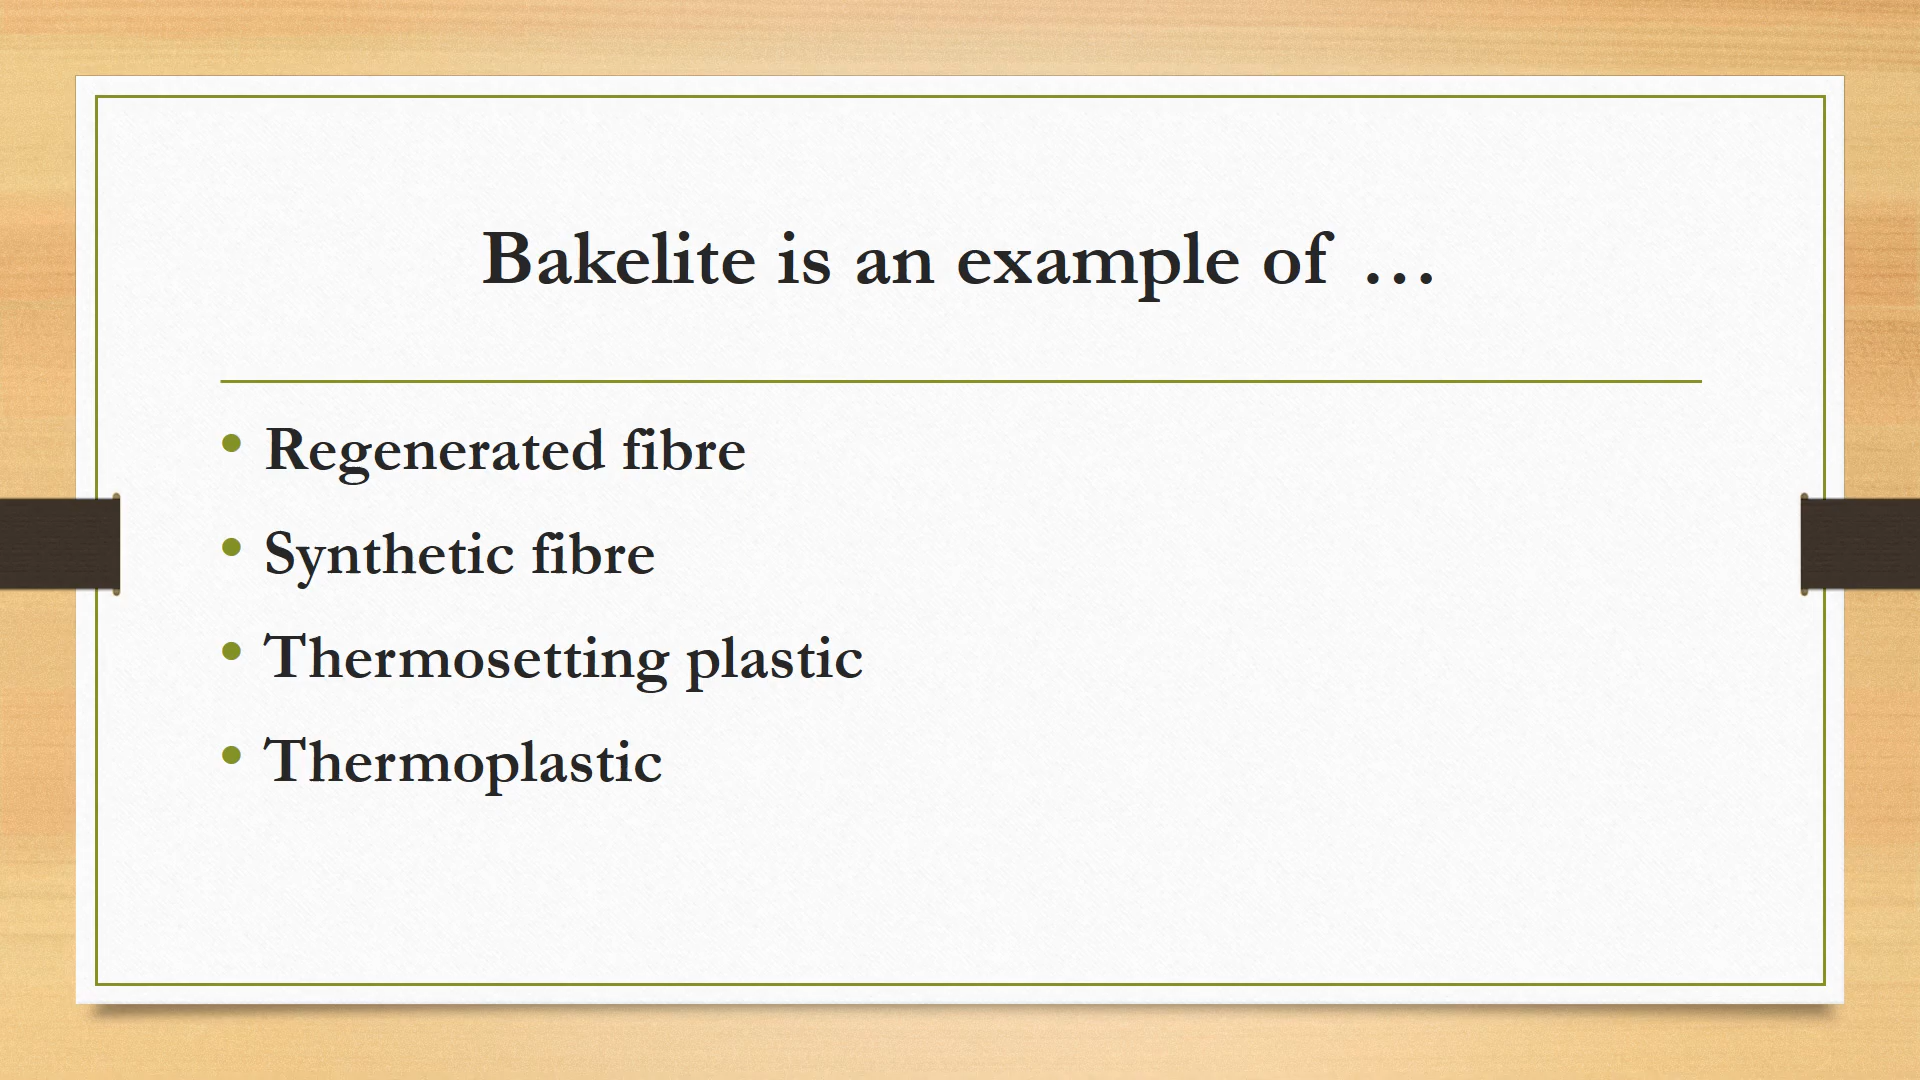 Bakelite is an example of …
• Regenerated fibre
• Synthetic fibre
• Thermosetting plastic
• Thermoplastic